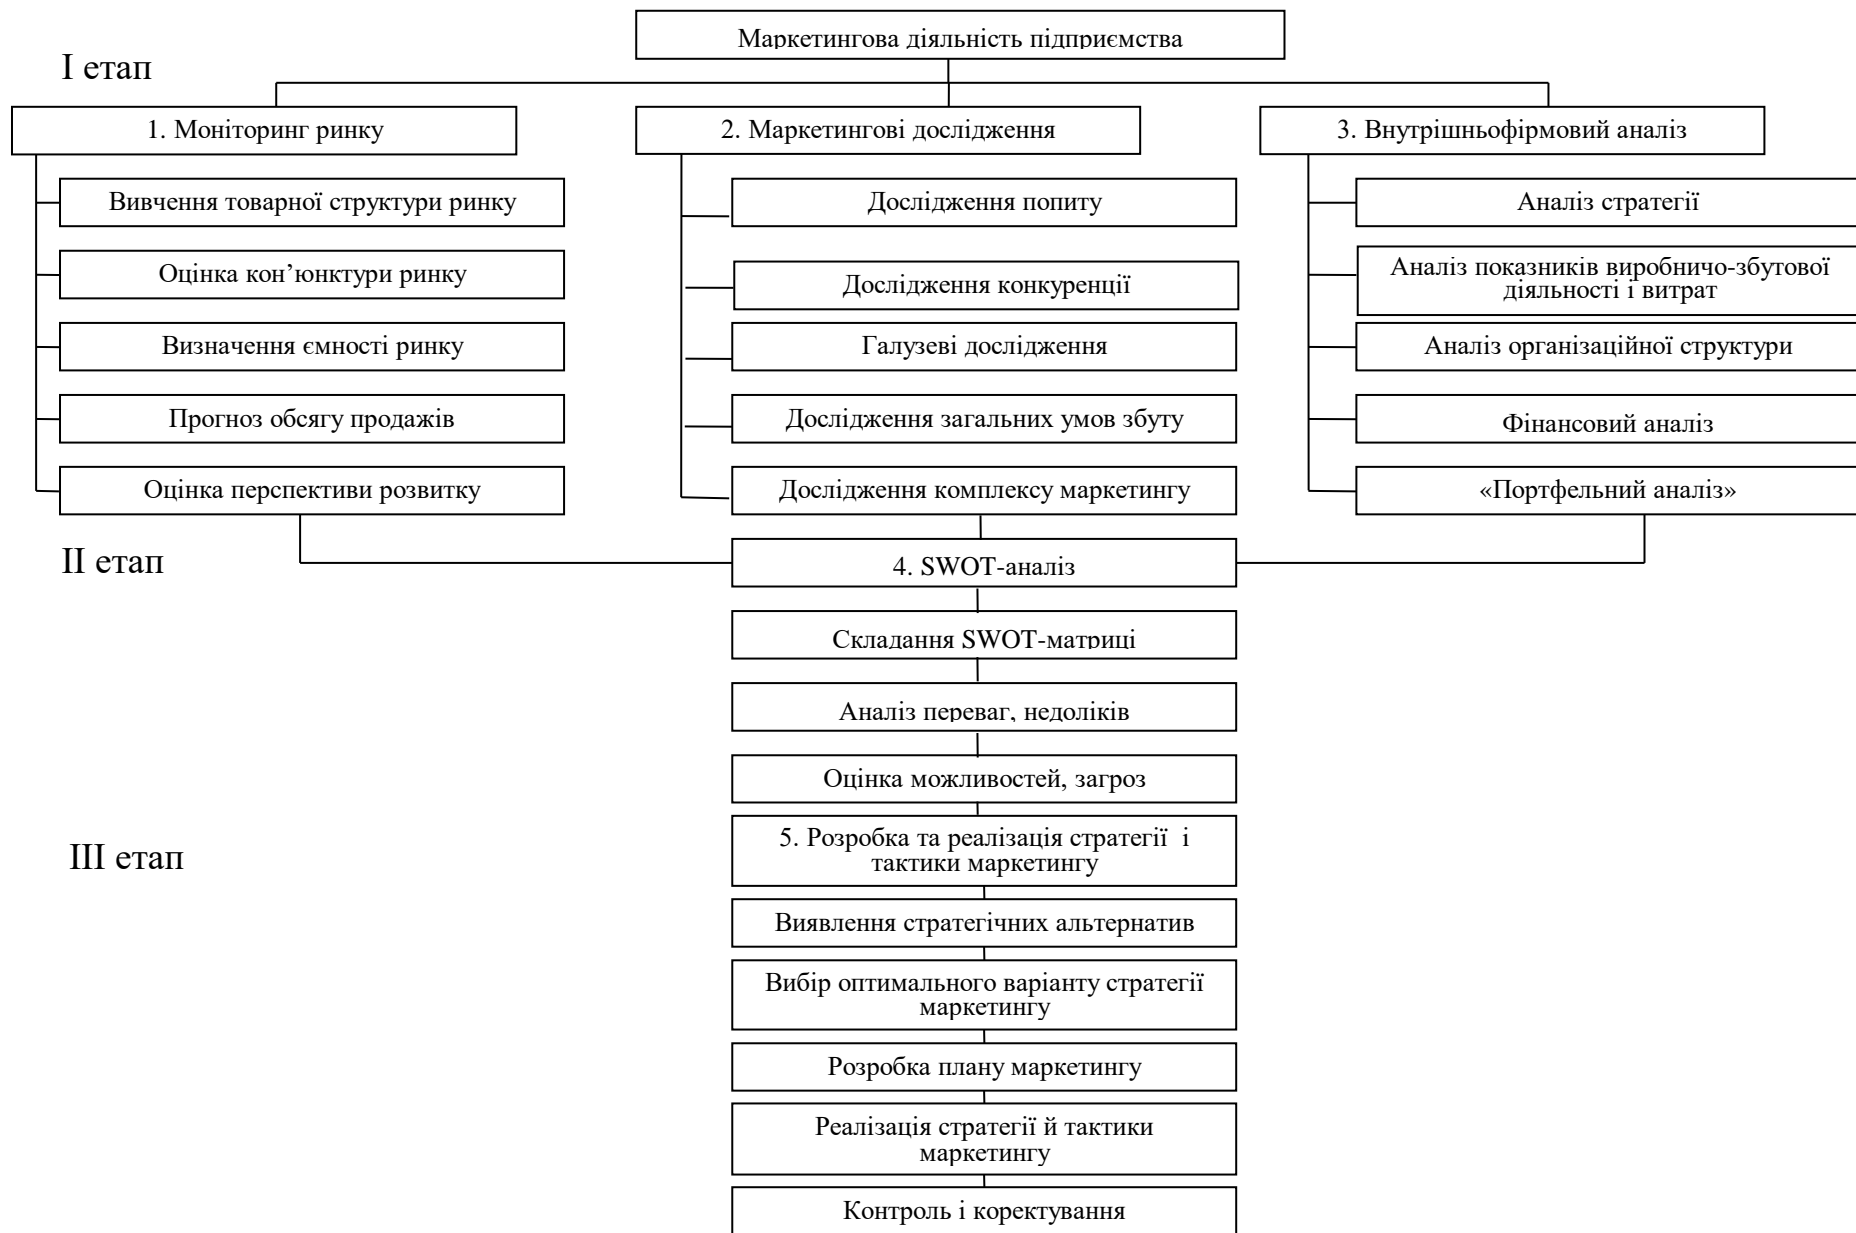 Маркетингова діяльність підприємства
I етап
1. Моніторинг ринку
2. Маркетингові дослідження
3. Внутрішньофірмовий аналіз
Вивчення товарної структури ринку
Дослідження попиту
Аналіз стратегії
Оцінка кон’юнктури ринку
Дослідження конкуренції
Аналіз показників виробничо-збутової
діяльності і витрат
Визначення ємності ринку
Галузеві дослідження
Аналіз організаційної структури
Прогноз обсягу продажів
Дослідження загальних умов збуту
Фінансовий аналіз
Оцінка перспективи розвитку
Дослідження комплексу маркетингу
«Портфельний аналіз»
II етап
4. SWOT-аналіз
Складання SWOT-матриці
Аналіз переваг, недоліків
Оцінка можливостей, загроз
III етап
5. Розробка та реалізація стратегії і
тактики маркетингу
Виявлення стратегічних альтернатив
Вибір оптимального варіанту стратегії
маркетингу
Розробка плану маркетингу
Реалізація стратегії й тактики
маркетингу
Контроль і коректування